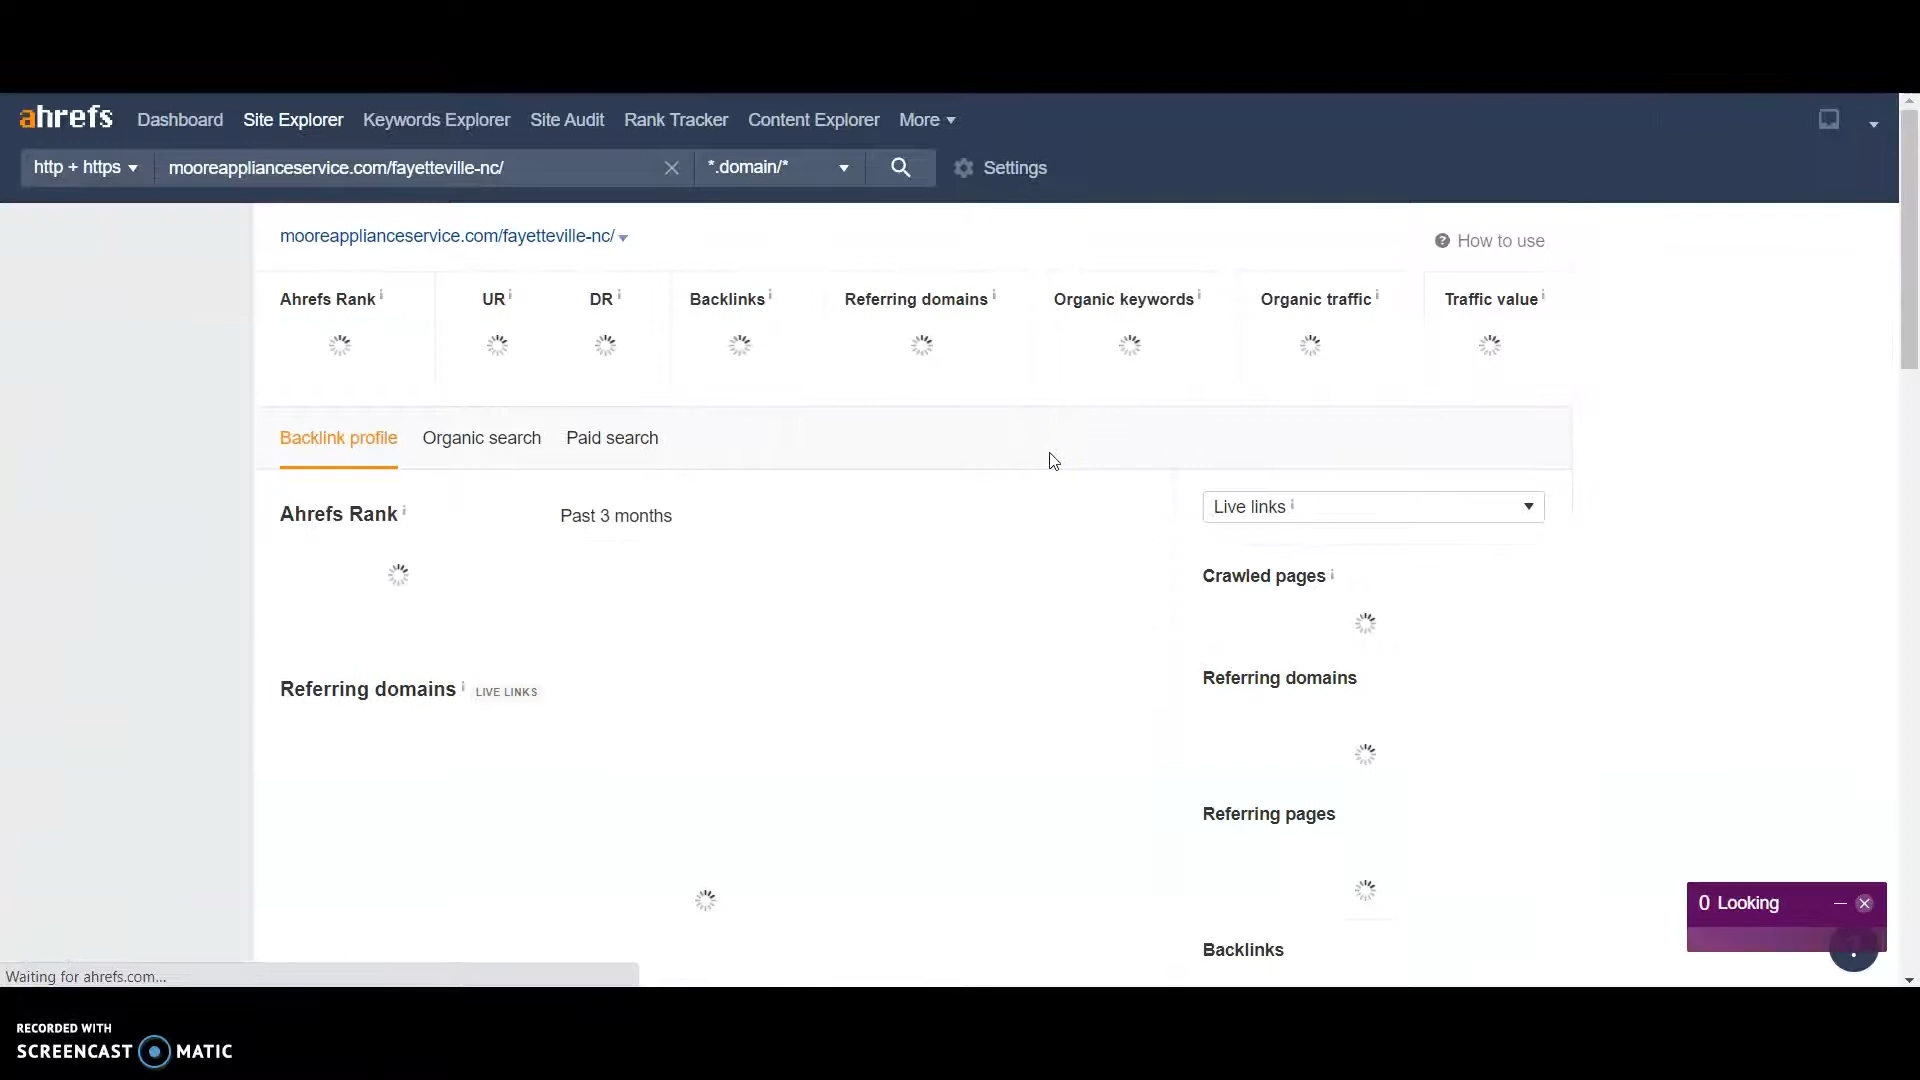 ahrefs Dashboard Site Explorer Keywords Explorer Site Audit Rank Tracker Content Explorer More
http + https mooreapplianceservice.com/fayetteville-nc/ *.domain/* Settings
mooreapplianceservice.com/fayetteville-nc/ How to use
Ahrefs Rank UR DR Backlinks Referring domains Organic keywords Organic traffic Traffic value
Backlink profile Organic search Paid search
Ahrefs Rank Past 3 months
Live links
Crawled pages
Referring domains
Referring domains LIVE LINKS
Referring pages
0 Looking
Backlinks
Waiting for ahrefs.com...
RECORDED WITH
SCREENCAST MATIC